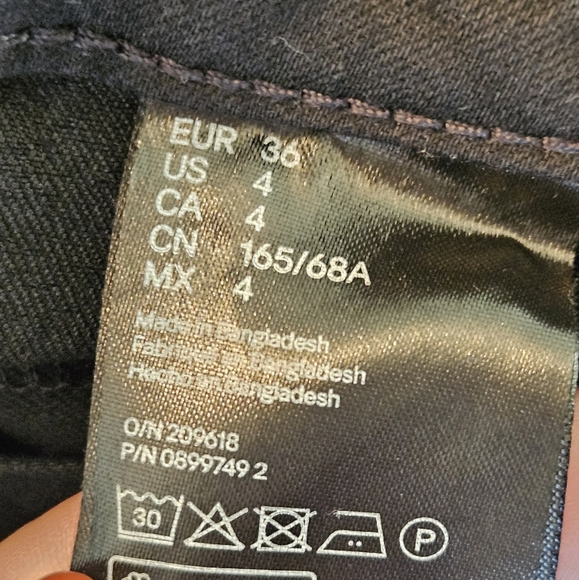 EUR 36
US 4
CA 4
CN 165/68A
MX 4
Made in Bangladesh
Fabriqué en Bangladesh
Hecho en Bangladesh
O/N 209618
P/N 0899749 2
30
P